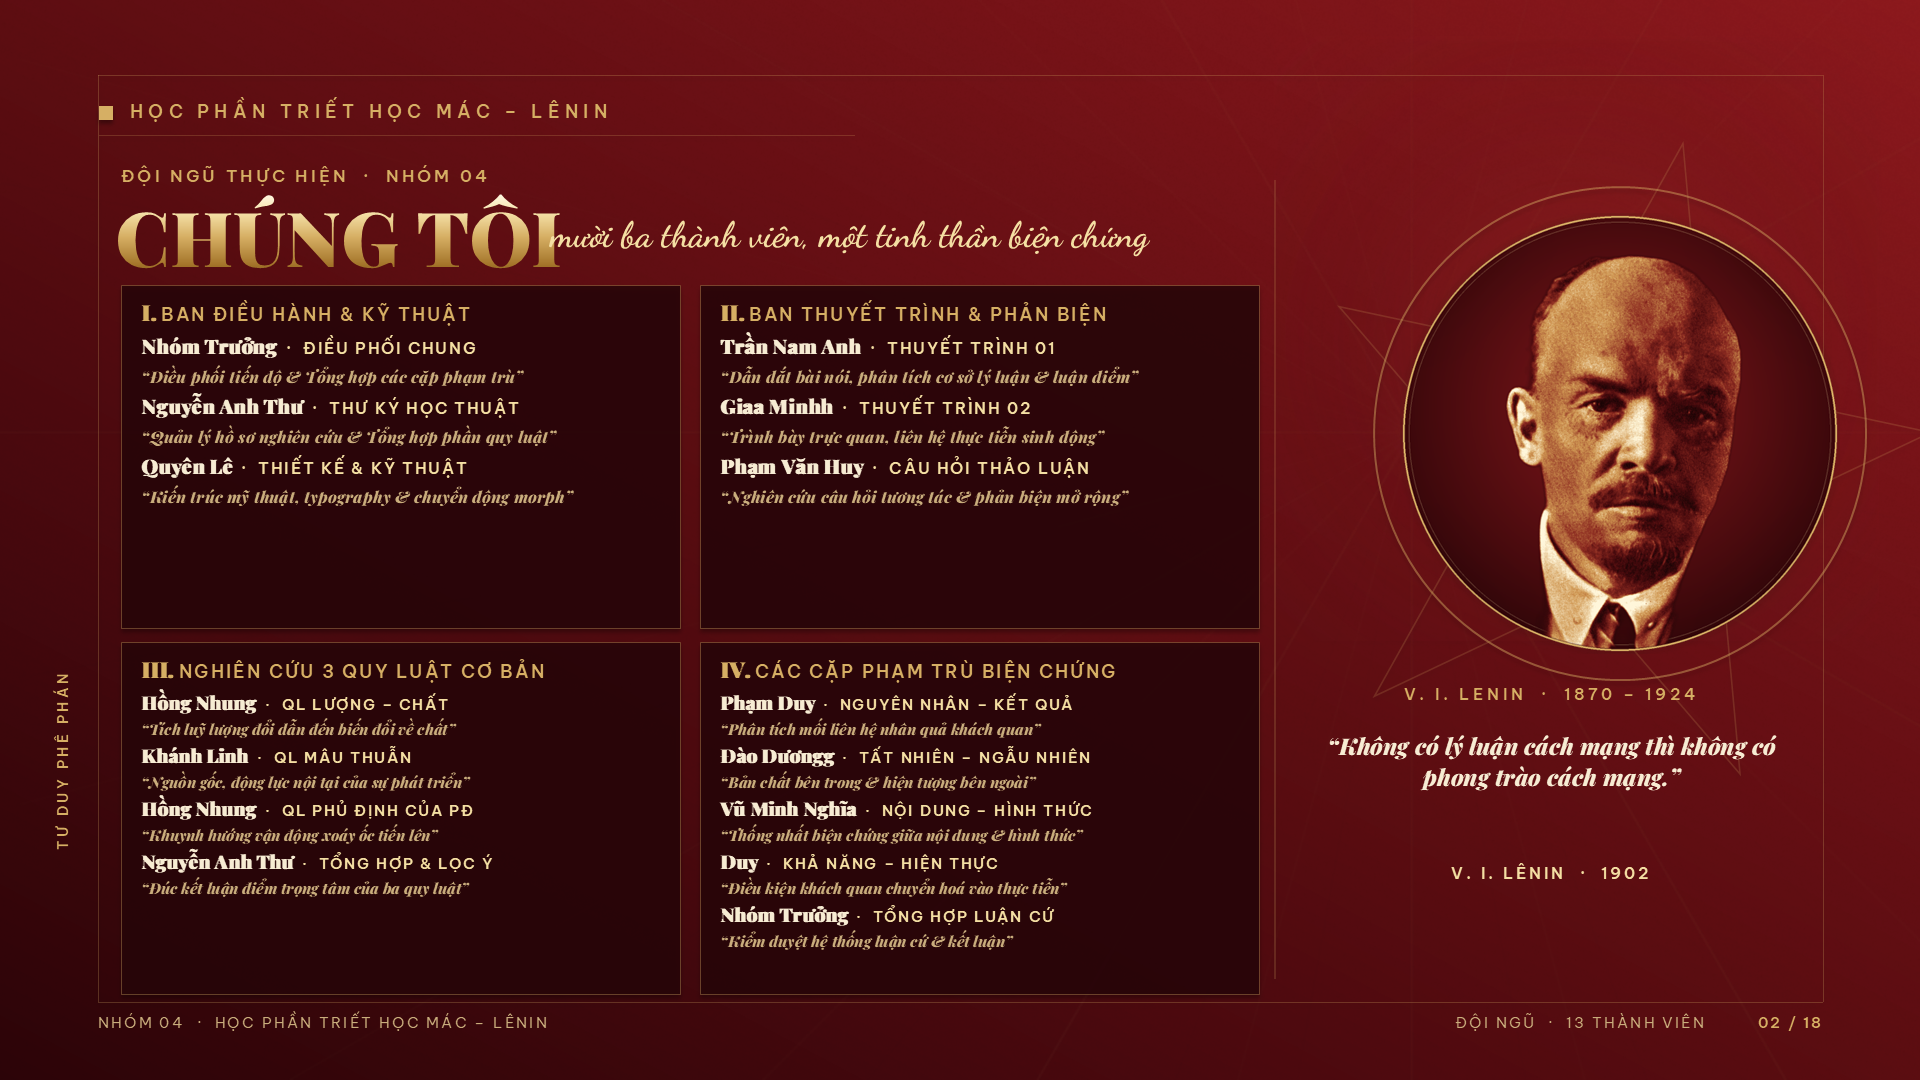 HỌC PHẦN TRIẾT HỌC MÁC – LÊNIN
ĐỘI NGŨ THỰC HIỆN · NHÓM 04
CHÚNG TÔI
mười ba thành viên, một tinh thần biện chứng
I. BAN ĐIỀU HÀNH & KỸ THUẬT
Nhóm Trưởng · ĐIỀU PHỐI CHUNG
“Điều phối tiến độ & Tổng hợp các cặp phạm trù”
Nguyễn Anh Thư · THƯ KÝ HỌC THUẬT
“Quản lý hồ sơ nghiên cứu & Tổng hợp phần quy luật”
Quyên Lê · THIẾT KẾ & KỸ THUẬT
“Kiến trúc mỹ thuật, typography & chuyển động morph”
II. BAN THUYẾT TRÌNH & PHẢN BIỆN
Trần Nam Anh · THUYẾT TRÌNH 01
“Dẫn dắt bài nói, phân tích cơ sở lý luận & luận điểm”
Giaa Minhh · THUYẾT TRÌNH 02
“Trình bày trực quan, liên hệ thực tiễn sinh động”
Phạm Văn Huy · CÂU HỎI THẢO LUẬN
“Nghiên cứu câu hỏi tương tác & phản biện mở rộng”
III. NGHIÊN CỨU 3 QUY LUẬT CƠ BẢN
Hồng Nhung · QL LƯỢNG – CHẤT
“Tích luỹ lượng đổi dẫn đến biến đổi về chất”
Khánh Linh · QL MÂU THUẪN
“Nguồn gốc, động lực nội tại của sự phát triển”
Hồng Nhung · QL PHỦ ĐỊNH CỦA PĐ
“Khuynh hướng vận động xoáy ốc tiến lên”
Nguyễn Anh Thư · TỔNG HỢP & LỌC Ý
“Đúc kết luận điểm trọng tâm của ba quy luật”
IV. CÁC CẶP PHẠM TRÙ BIỆN CHỨNG
Phạm Duy · NGUYÊN NHÂN – KẾT QUẢ
“Phân tích mối liên hệ nhân quả khách quan”
Đào Dươngg · TẤT NHIÊN – NGẪU NHIÊN
“Bản chất bên trong & hiện tượng bên ngoài”
Vũ Minh Nghĩa · NỘI DUNG – HÌNH THỨC
“Thống nhất biện chứng giữa nội dung & hình thức”
Duy · KHẢ NĂNG – HIỆN THỰC
“Điều kiện khách quan chuyển hoá vào thực tiễn”
Nhóm Trưởng · TỔNG HỢP LUẬN CỨ
“Kiểm duyệt hệ thống luận cứ & kết luận”
V. I. LENIN · 1870 – 1924
“Không có lý luận cách mạng thì không có
phong trào cách mạng.”
V. I. LÊNIN · 1902
TƯ DUY PHÊ PHÁN
NHÓM 04 · HỌC PHẦN TRIẾT HỌC MÁC – LÊNIN
ĐỘI NGŨ · 13 THÀNH VIÊN
02 / 18